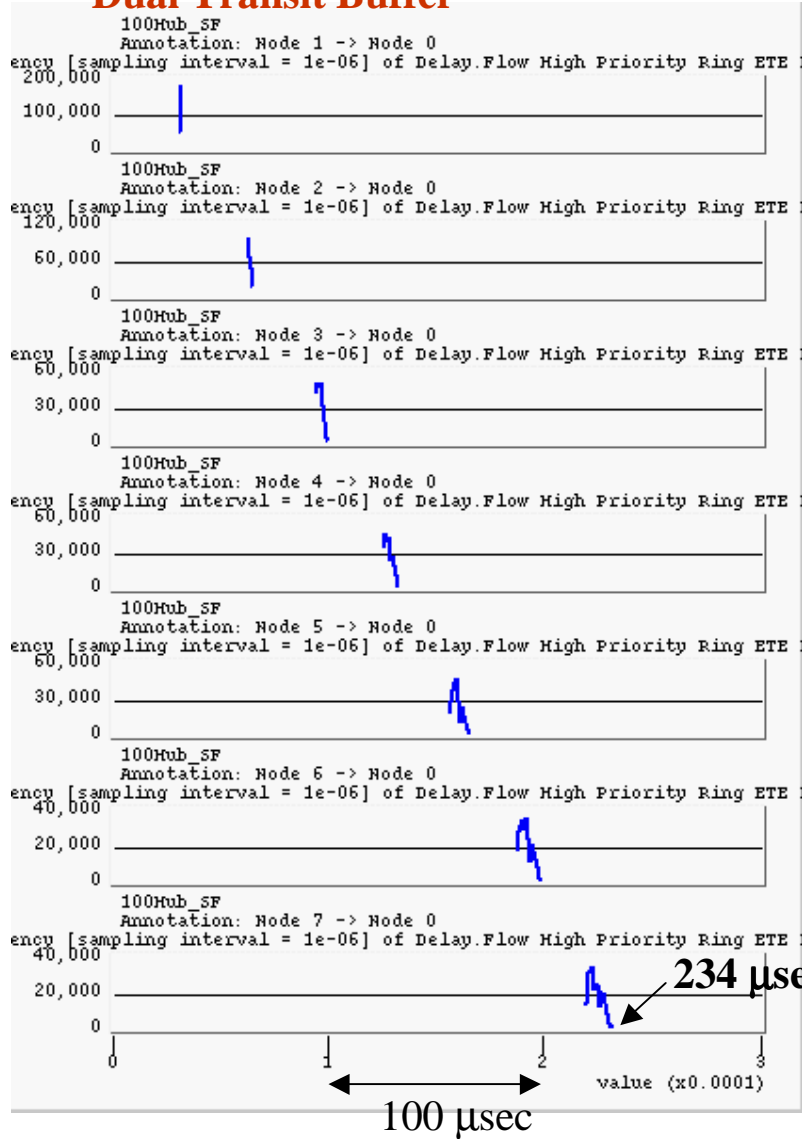 Dual Transit Buffer
100Hub_SF
Annotation: Node 1 -> Node 0
ency [sampling interval = 1e-06] of Delay.Flow High Priority Ring ETE
200,000
100,000
0
100Hub_SF
Annotation: Node 2 -> Node 0
ency [sampling interval = 1e-06] of Delay.Flow High Priority Ring ETE
120,000
60,000
0
100Hub_SF
Annotation: Node 3 -> Node 0
ency [sampling interval = 1e-06] of Delay.Flow High Priority Ring ETE
60,000
30,000
0
100Hub_SF
Annotation: Node 4 -> Node 0
ency [sampling interval = 1e-06] of Delay.Flow High Priority Ring ETE
60,000
30,000
0
100Hub_SF
Annotation: Node 5 -> Node 0
ency [sampling interval = 1e-06] of Delay.Flow High Priority Ring ETE
60,000
30,000
0
100Hub_SF
Annotation: Node 6 -> Node 0
ency [sampling interval = 1e-06] of Delay.Flow High Priority Ring ETE
40,000
20,000
0
100Hub_SF
Annotation: Node 7 -> Node 0
ency [sampling interval = 1e-06] of Delay.Flow High Priority Ring ETE
40,000
234 µse
20,000
0
0 1 2 3
value (x0.0001)
100 µsec